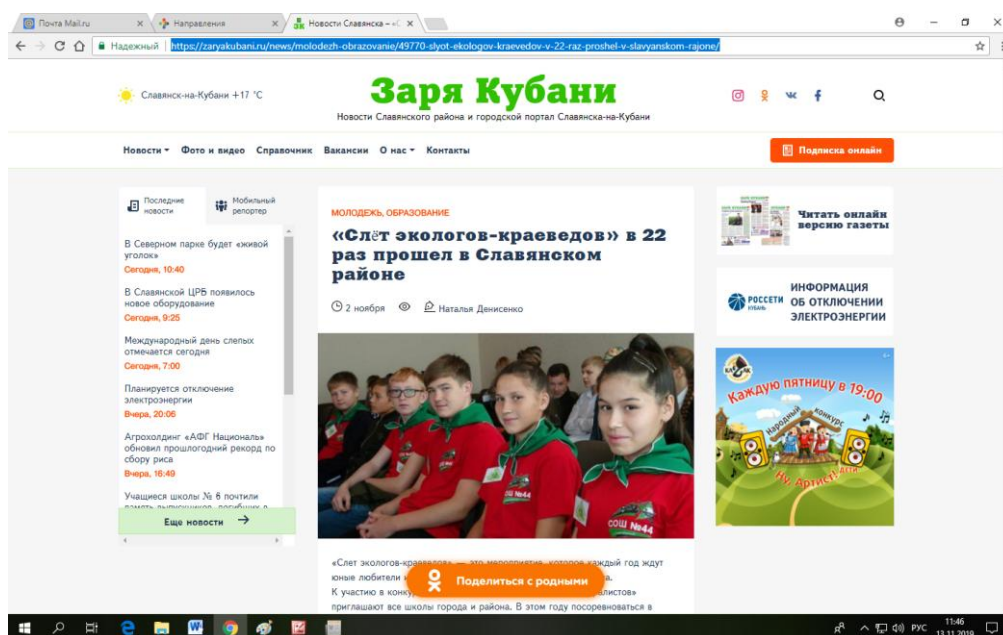 Почта Mail.ru
Направления
Новости Славянска – «С
Надежный
https://zaryakubani.ru/news/molodezh-obrazovanie/49770-slyot-ekologov-kraevedov-v-22-raz-proshel-v-slavyanskom-rajone/
Славянск-на-Кубани +17 °C
Заря Кубани
Новости Славянского района и городской портал Славянска-на-Кубани
Новости Фото и видео Справочник Вакансии О нас Контакты
Подписка онлайн
Последние новости
Мобильный репортер
В Северном парке будет «живой
уголок»
Сегодня, 10:40
В Славянской ЦРБ появилось
новое оборудование
Сегодня, 9:25
Международный день слепых
отмечается сегодня
Сегодня, 7:00
Планируется отключение
электроэнергии
Вчера, 20:06
Агрохолдинг «АФГ Националь»
обновил прошлогодний рекорд по
сбору риса
Вчера, 16:49
Учащиеся школы № 6 почтили
Еще новости
МОЛОДЕЖЬ, ОБРАЗОВАНИЕ
«Слёт экологов-краеведов» в 22
раз прошел в Славянском
районе
2 ноября Наталья Денисенко
СОШ №44
«Слет экологов-краеведов» — это мероприятие, которое каждый год ждут
юные любители
К участию в
приглашают все школы города и района. В этом году посоревноваться в
Поделиться с родными
Читать онлайн
версию газеты
РОССЕТИ
КУБАНЬ
ИНФОРМАЦИЯ
ОБ ОТКЛЮЧЕНИИ
ЭЛЕКТРОЭНЕРГИИ
Каждую пятницу в 19:00
Народный конкурс
Ну, Артист! Дети
РУС
11:46
13.11.2019